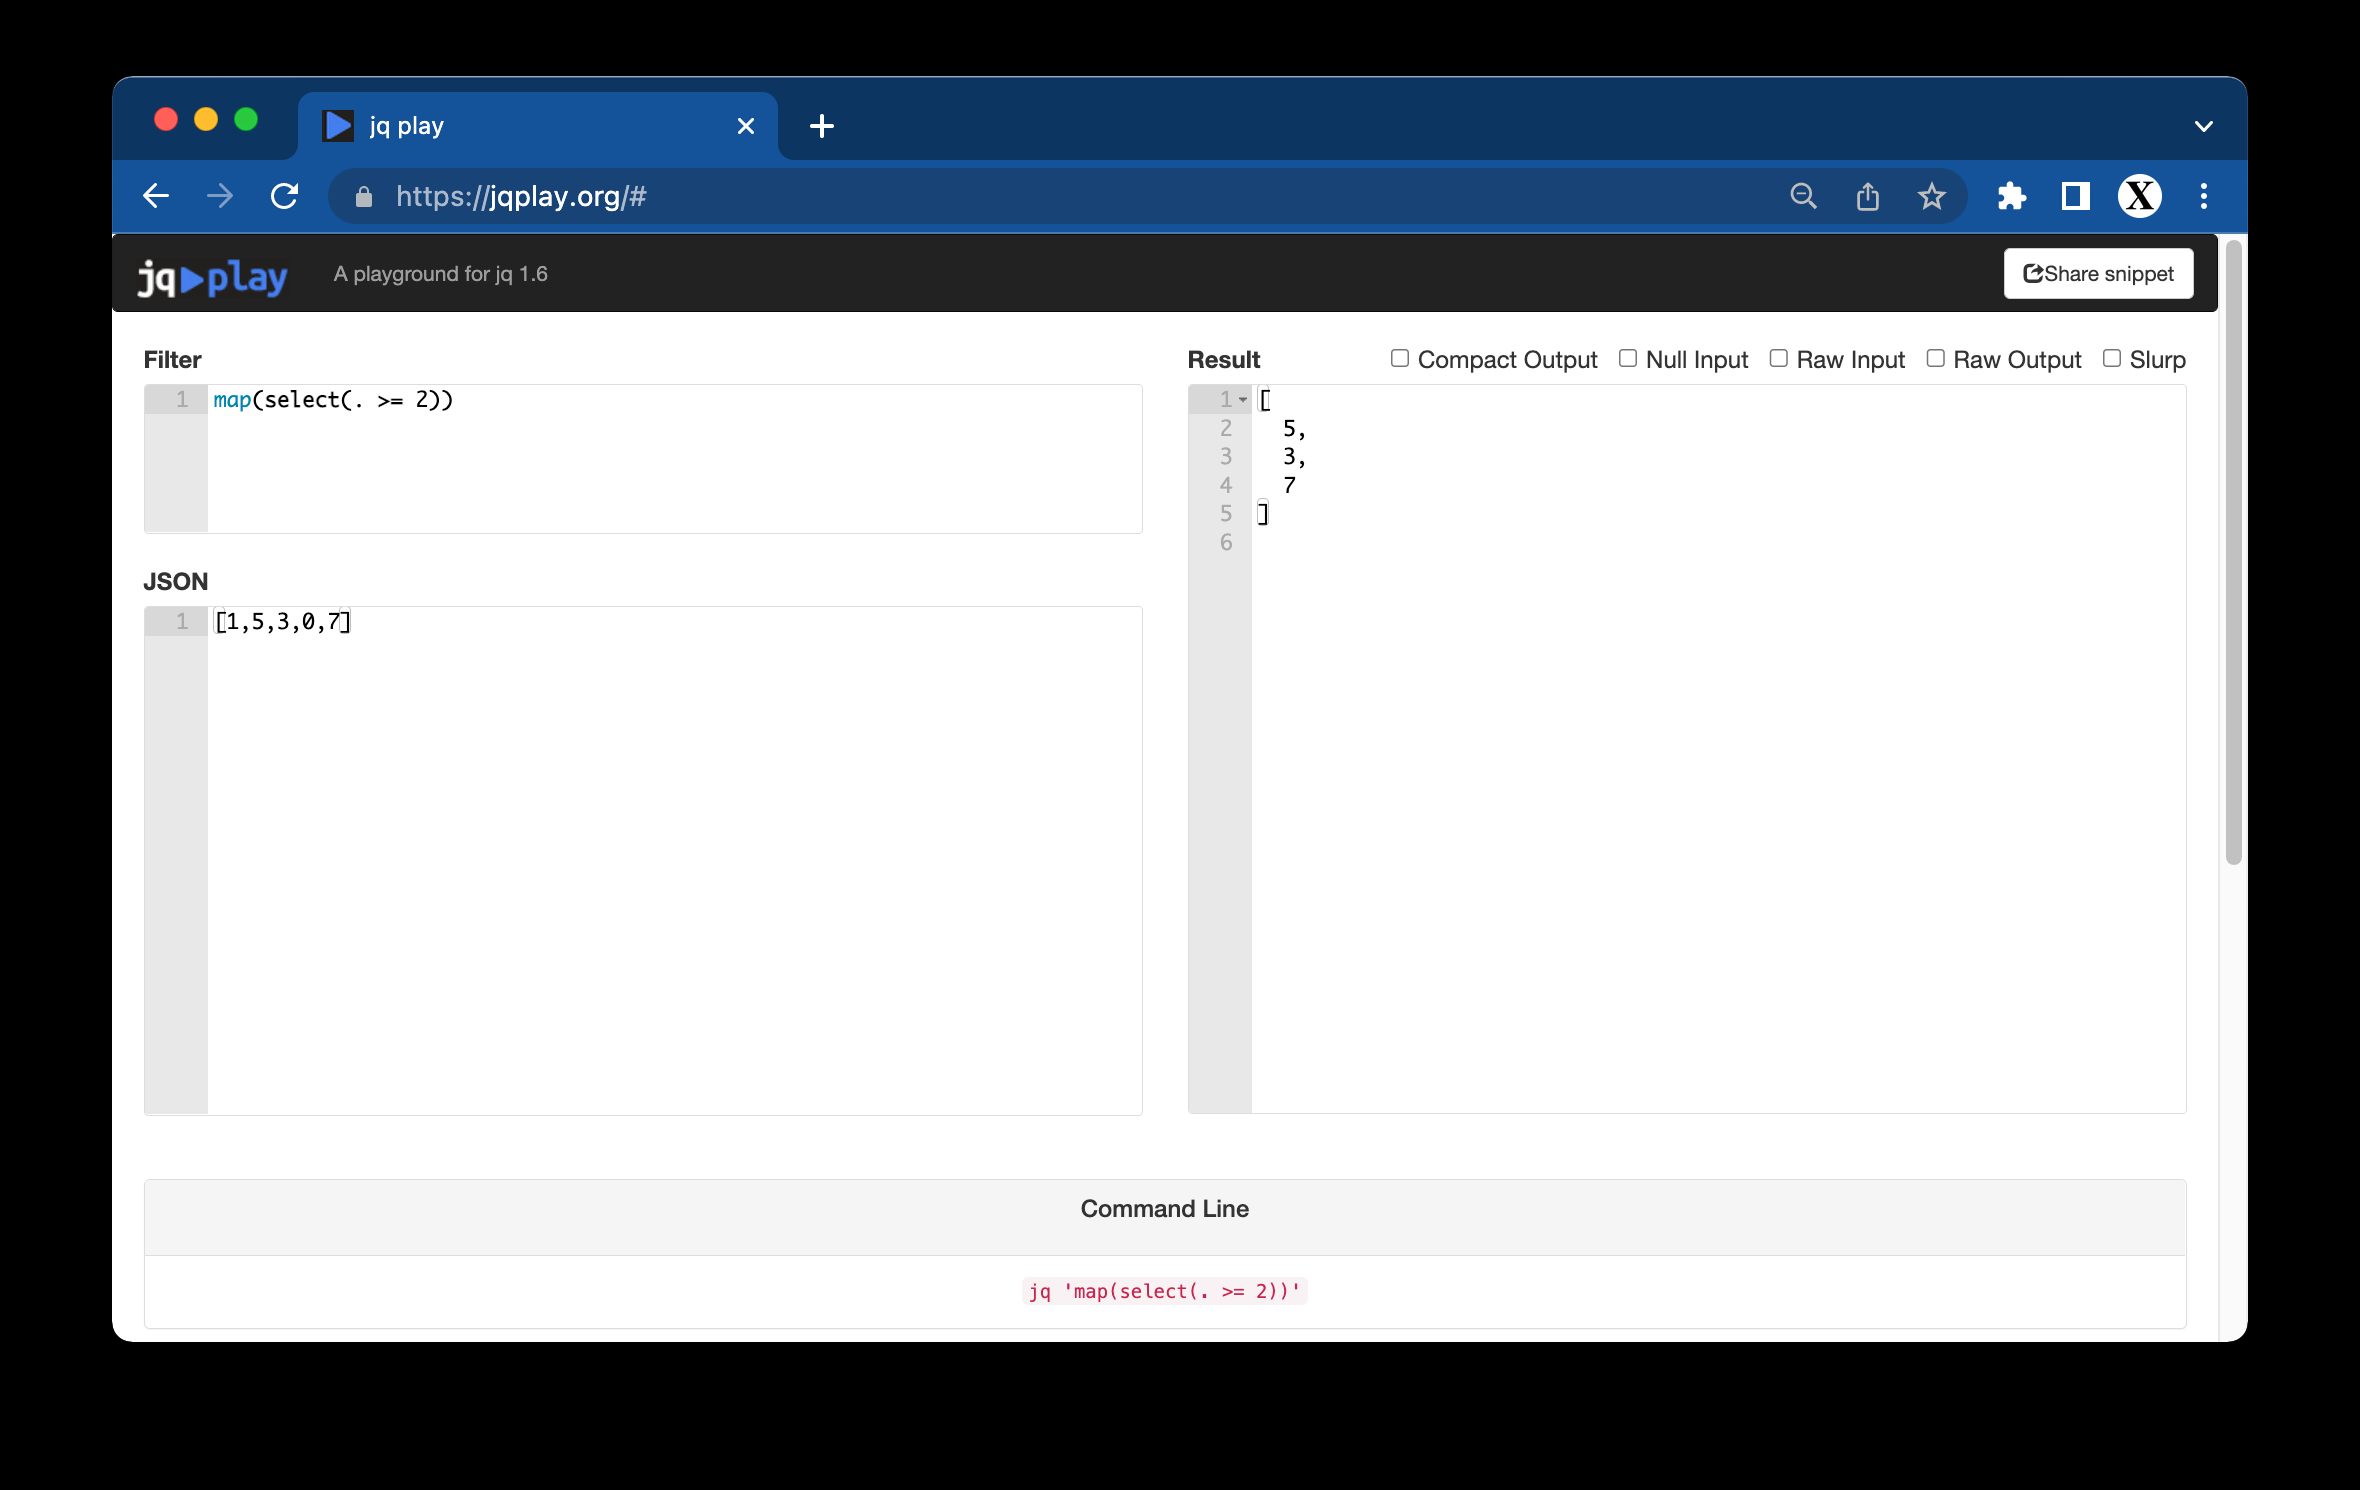 jq play
https://jqplay.org/#
jq play
A playground for jq 1.6
Share snippet
Filter
1 map(select(. >= 2))
JSON
1 [1,5,3,0,7]
Result
Compact Output
Null Input
Raw Input
Raw Output
Slurp
1 [
2 5,
3 3,
4 7
5 ]
6
Command Line
jq 'map(select(. >= 2))'
X